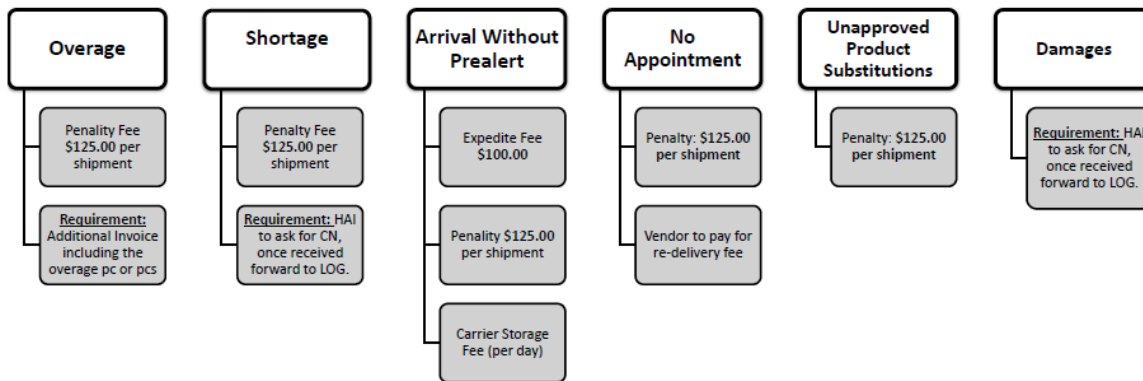 Overage
Penality Fee
$125.00 per
shipment
Requirement:
Additional Invoice
including the
overage pc or pcs
Shortage
Penalty Fee
$125.00 per
shipment
Requirement: HAI
to ask for CN,
once received
forward to LOG.
Arrival Without
Prealert
Expedite Fee
$100.00
Penality $125.00
per shipment
Carrier Storage
Fee (per day)
No
Appointment
Penalty: $125.00
per shipment
Vendor to pay for
re-delivery fee
Unapproved
Product
Substitutions
Penalty: $125.00
per shipment
Damages
Requirement: HAI
to ask for CN,
once received
forward to LOG.